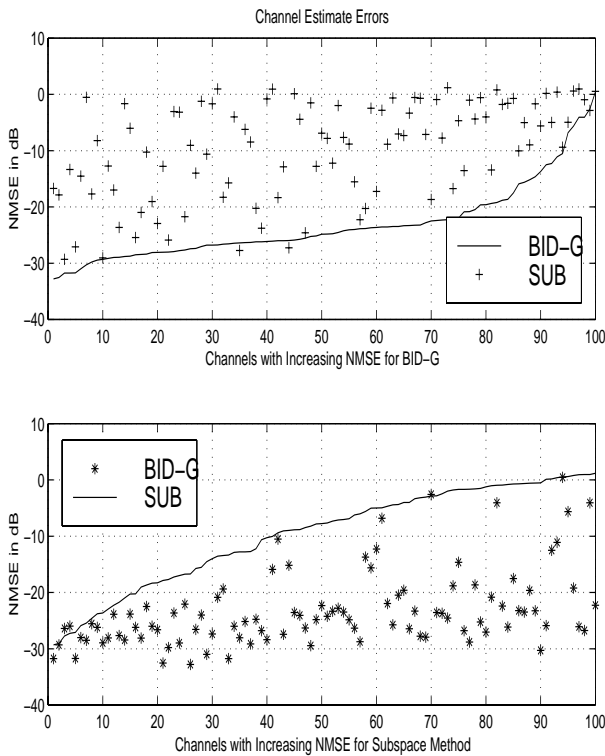 Channel Estimate Errors
10
0
−10
−20
−30
−40
NMSE in dB
BID−G
SUB
0 10 20 30 40 50 60 70 80 90 100
Channels with Increasing NMSE for BID−G
10
0
−10
−20
−30
−40
NMSE in dB
BID−G
SUB
0 10 20 30 40 50 60 70 80 90 100
Channels with Increasing NMSE for Subspace Method